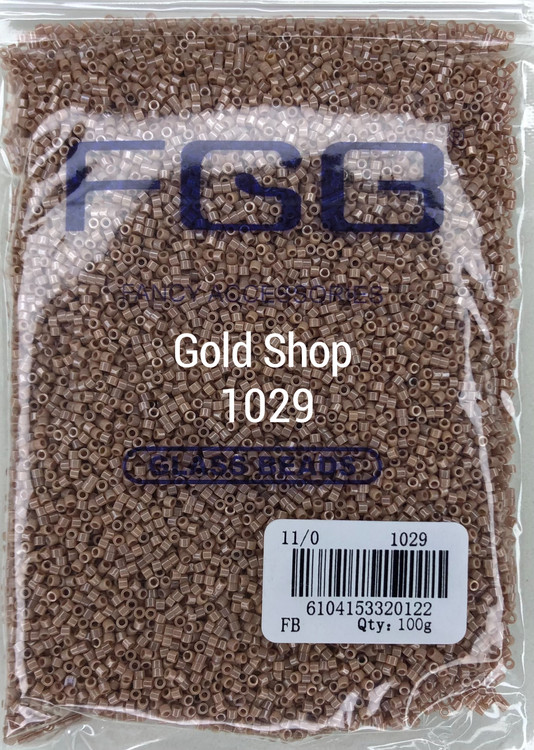 FGB
FANCY ACCESSORIES
Gold Shop
1029
GLASS BEADS
11/0 1029
6104153320122
FB Qty: 100g